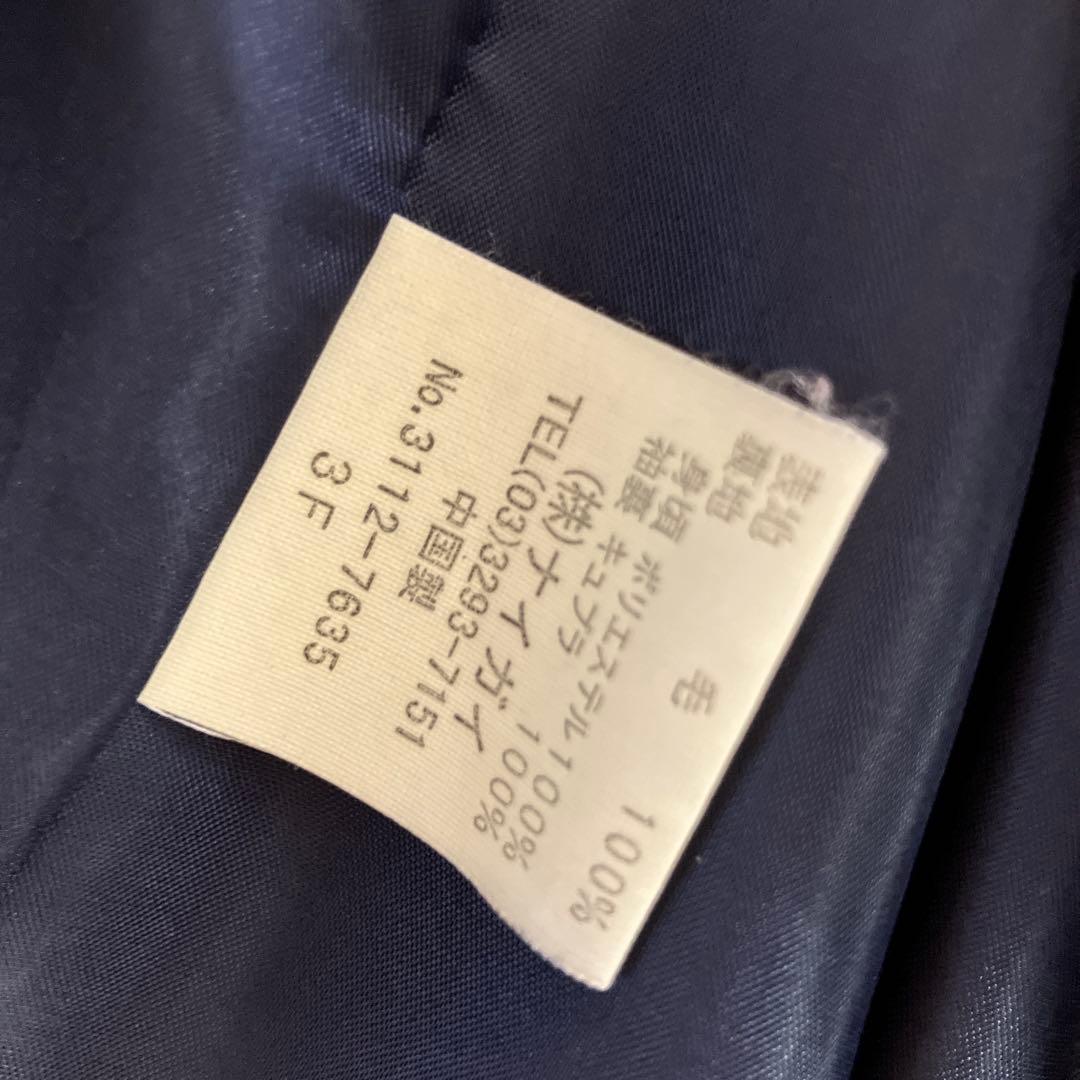 表地 毛 100%
裏地
身頃 ポリエステル100%
袖裏 キュプラ 100%
(株)ナイガイ
TEL(03)3293-7151
中国製
No.3112-7635
3F